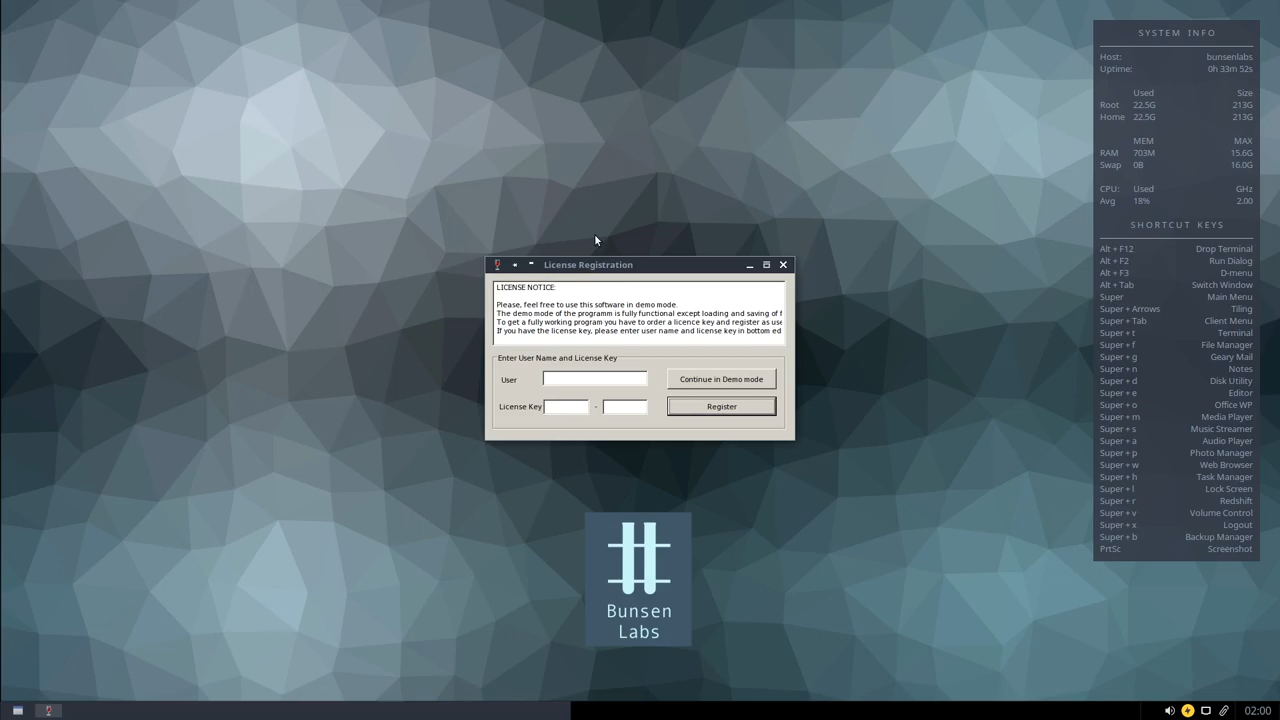 SYSTEM INFO
Host: bunsenlabs
Uptime: 0h 33m 52s
Used Size
Root 22.5G 213G
Home 22.5G 213G
MEM MAX
RAM 703M 15.6G
Swap 0B 16.0G
CPU: Used GHz
Avg 18% 2.00
SHORTCUT KEYS
Alt + F12 Drop Terminal
Alt + F2 Run Dialog
Alt + F3 D-menu
Alt + Tab Switch Window
Super Main Menu
Super + Arrows Tiling
Super + Tab Client Menu
Super + t Terminal
Super + f File Manager
Super + g Geary Mail
Super + n Notes
Super + d Disk Utility
Super + e Editor
Super + o Office WP
Super + m Media Player
Super + s Music Streamer
Super + a Audio Player
Super + p Photo Manager
Super + w Web Browser
Super + h Task Manager
Super + l Lock Screen
Super + r Redshift
Super + v Volume Control
Super + x Logout
Super + b Backup Manager
PrtSc Screenshot
License Registration
LICENSE NOTICE:
Please, feel free to use this software in demo mode.
The demo mode of the programm is fully functional except loading and saving of f
To get a fully working program you have to order a licence key and register as use
If you have the license key, please enter user name and license key in bottom ed
Enter User Name and License Key
User
Continue in Demo mode
License Key - Register
Bunsen
Labs
02:00